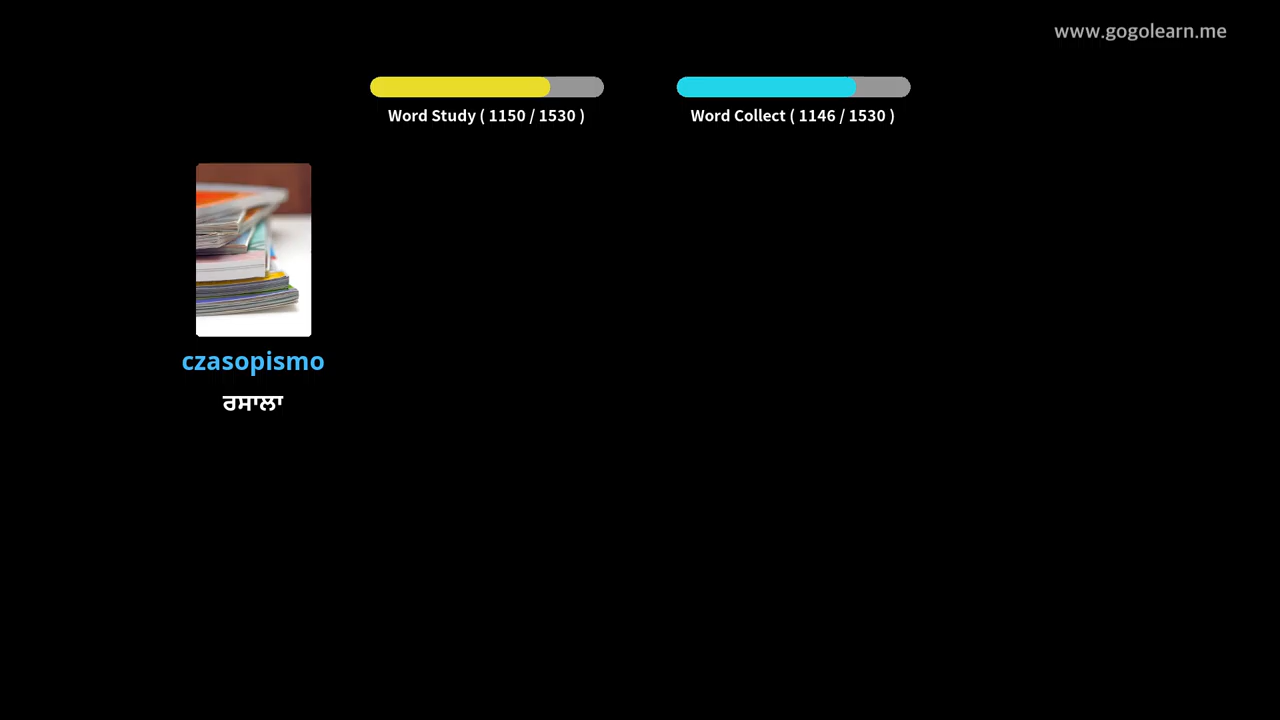 www.gogolearn.me
Word Study ( 1150 / 1530 )
Word Collect ( 1146 / 1530 )
czasopismo
ਰਸਾਲਾ